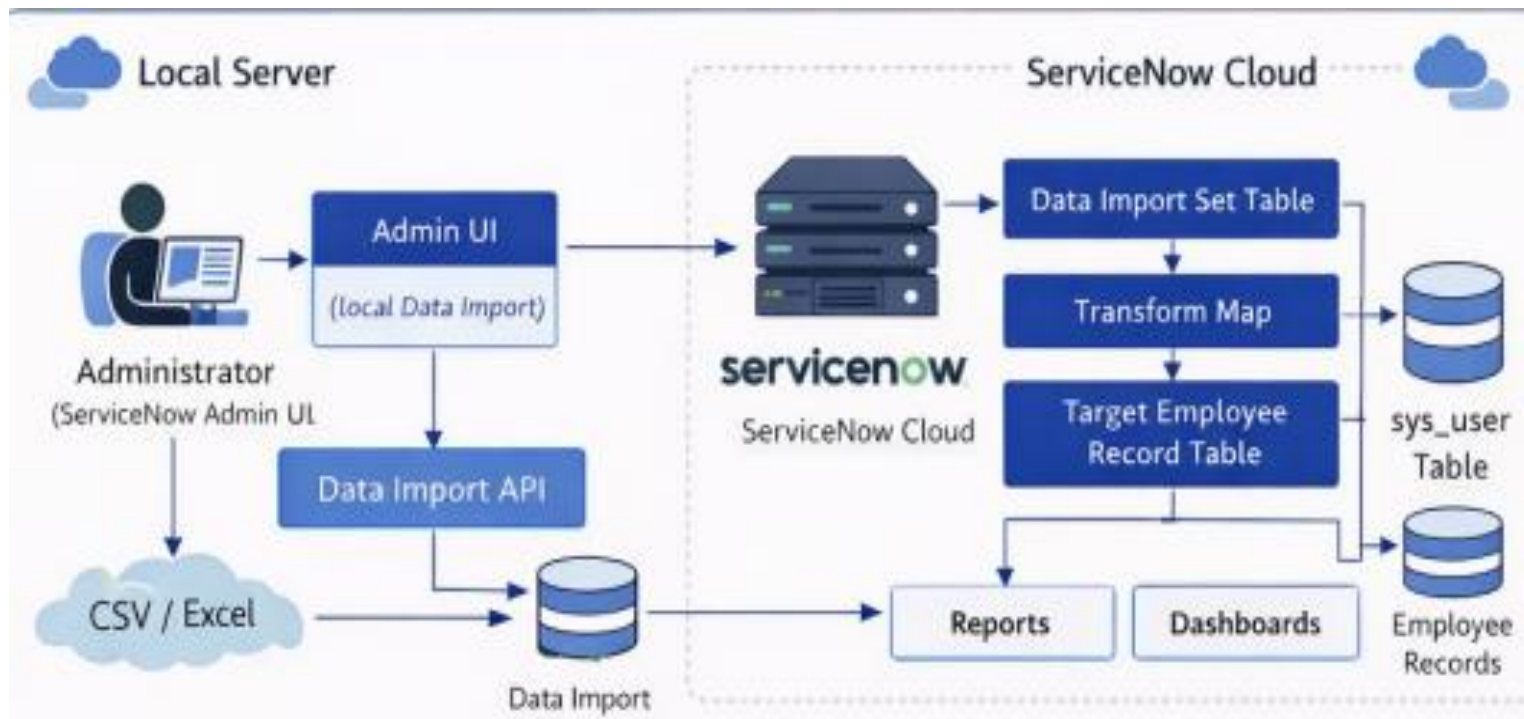 Local Server
ServiceNow Cloud
Admin UI
(local Data Import)
Administrator
(ServiceNow Admin UI
Data Import API
CSV / Excel
Data Import
servicenow
ServiceNow Cloud
Data Import Set Table
Transform Map
Target Employee
Record Table
sys_user
Table
Reports
Dashboards
Employee
Records